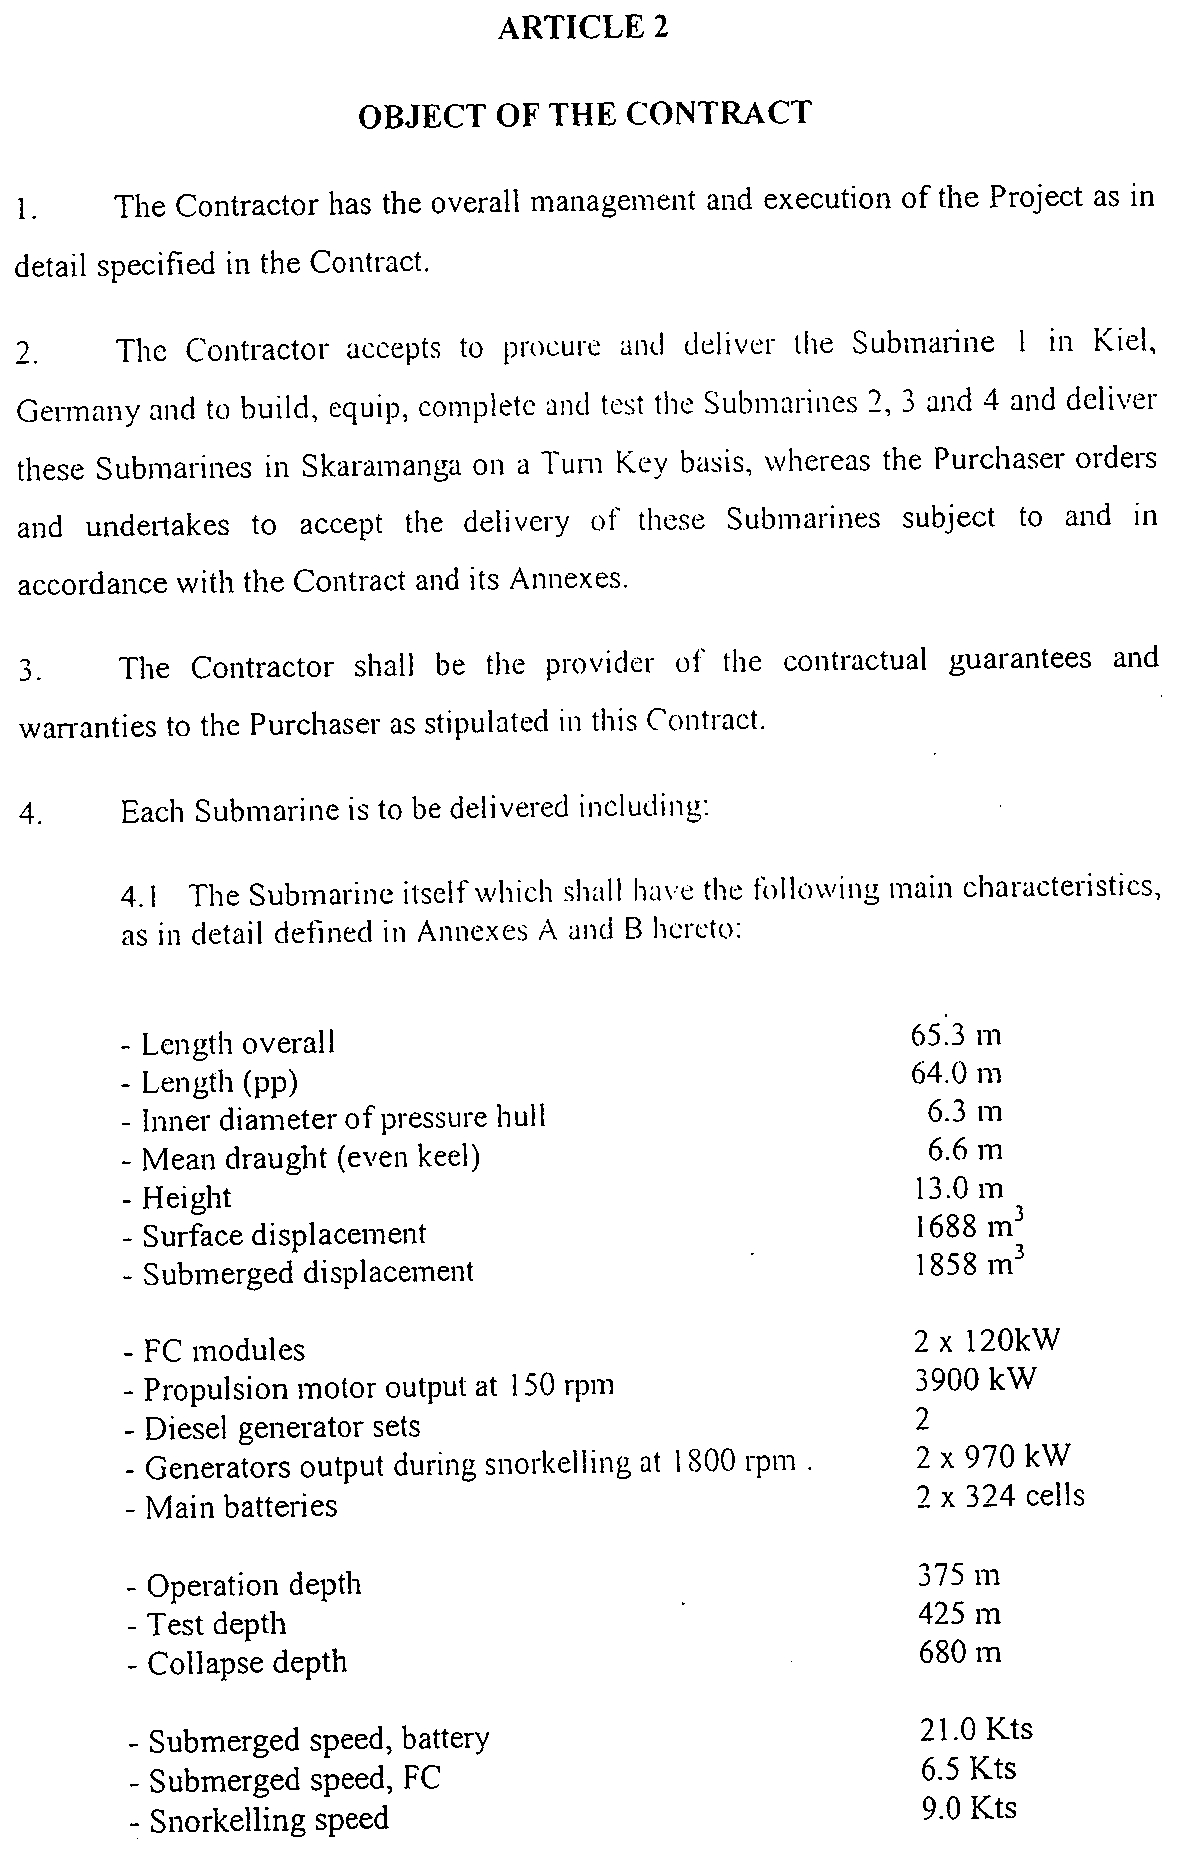 ARTICLE 2
OBJECT OF THE CONTRACT
1. The Contractor has the overall management and execution of the Project as in
detail specified in the Contract.
2. The Contractor accepts to procure and deliver the Submarine 1 in Kiel,
Germany and to build, equip, complete and test the Submarines 2, 3 and 4 and deliver
these Submarines in Skaramanga on a Turn Key basis, whereas the Purchaser orders
and undertakes to accept the delivery of these Submarines subject to and in
accordance with the Contract and its Annexes.
3. The Contractor shall be the provider of the contractual guarantees and
warranties to the Purchaser as stipulated in this Contract.
4. Each Submarine is to be delivered including:
4.1 The Submarine itself which shall have the following main characteristics,
as in detail defined in Annexes A and B hereto:
- Length overall 65.3 m
- Length (pp) 64.0 m
- Inner diameter of pressure hull 6.3 m
- Mean draught (even keel) 6.6 m
- Height 13.0 m
- Surface displacement 1688 m³
- Submerged displacement 1858 m³
- FC modules 2 x 120kW
- Propulsion motor output at 150 rpm 3900 kW
- Diesel generator sets 2
- Generators output during snorkelling at 1800 rpm . 2 x 970 kW
- Main batteries 2 x 324 cells
- Operation depth 375 m
- Test depth 425 m
- Collapse depth 680 m
- Submerged speed, battery 21.0 Kts
- Submerged speed, FC 6.5 Kts
- Snorkelling speed 9.0 Kts